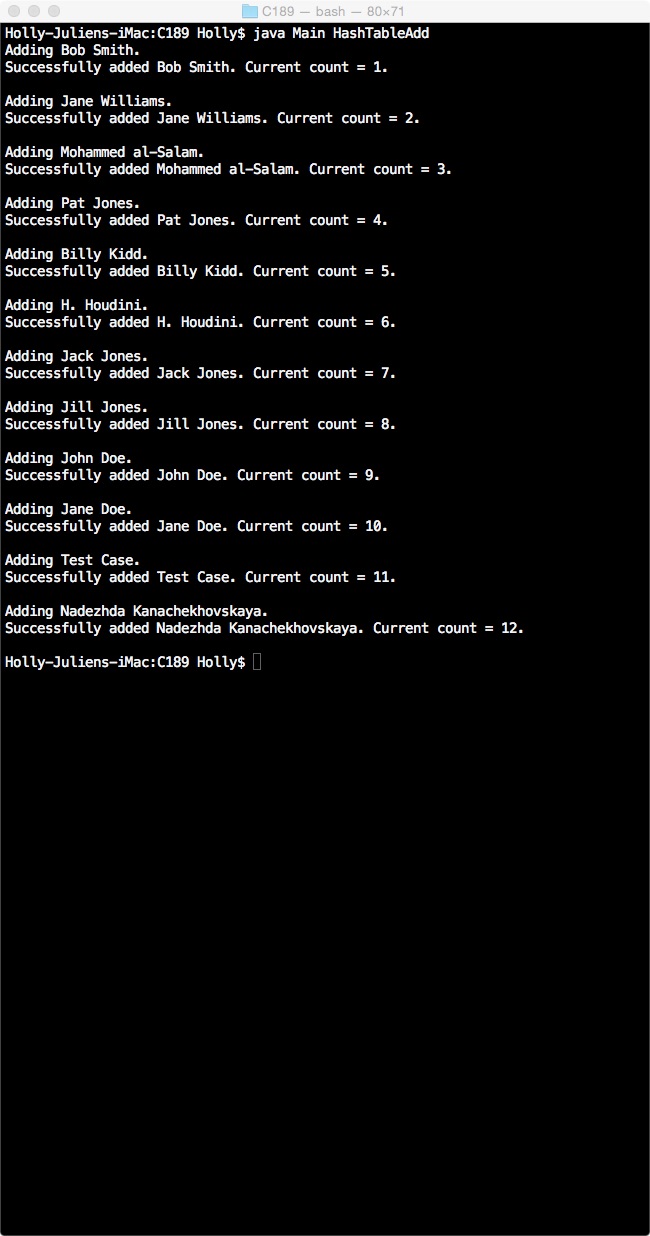 C189 — bash — 80×71
Holly-Juliens-iMac:C189 Holly$ java Main HashTableAdd
Adding Bob Smith.
Successfully added Bob Smith. Current count = 1.
Adding Jane Williams.
Successfully added Jane Williams. Current count = 2.
Adding Mohammed al-Salam.
Successfully added Mohammed al-Salam. Current count = 3.
Adding Pat Jones.
Successfully added Pat Jones. Current count = 4.
Adding Billy Kidd.
Successfully added Billy Kidd. Current count = 5.
Adding H. Houdini.
Successfully added H. Houdini. Current count = 6.
Adding Jack Jones.
Successfully added Jack Jones. Current count = 7.
Adding Jill Jones.
Successfully added Jill Jones. Current count = 8.
Adding John Doe.
Successfully added John Doe. Current count = 9.
Adding Jane Doe.
Successfully added Jane Doe. Current count = 10.
Adding Test Case.
Successfully added Test Case. Current count = 11.
Adding Nadezhda Kanachekhovskaya.
Successfully added Nadezhda Kanachekhovskaya. Current count = 12.
Holly-Juliens-iMac:C189 Holly$